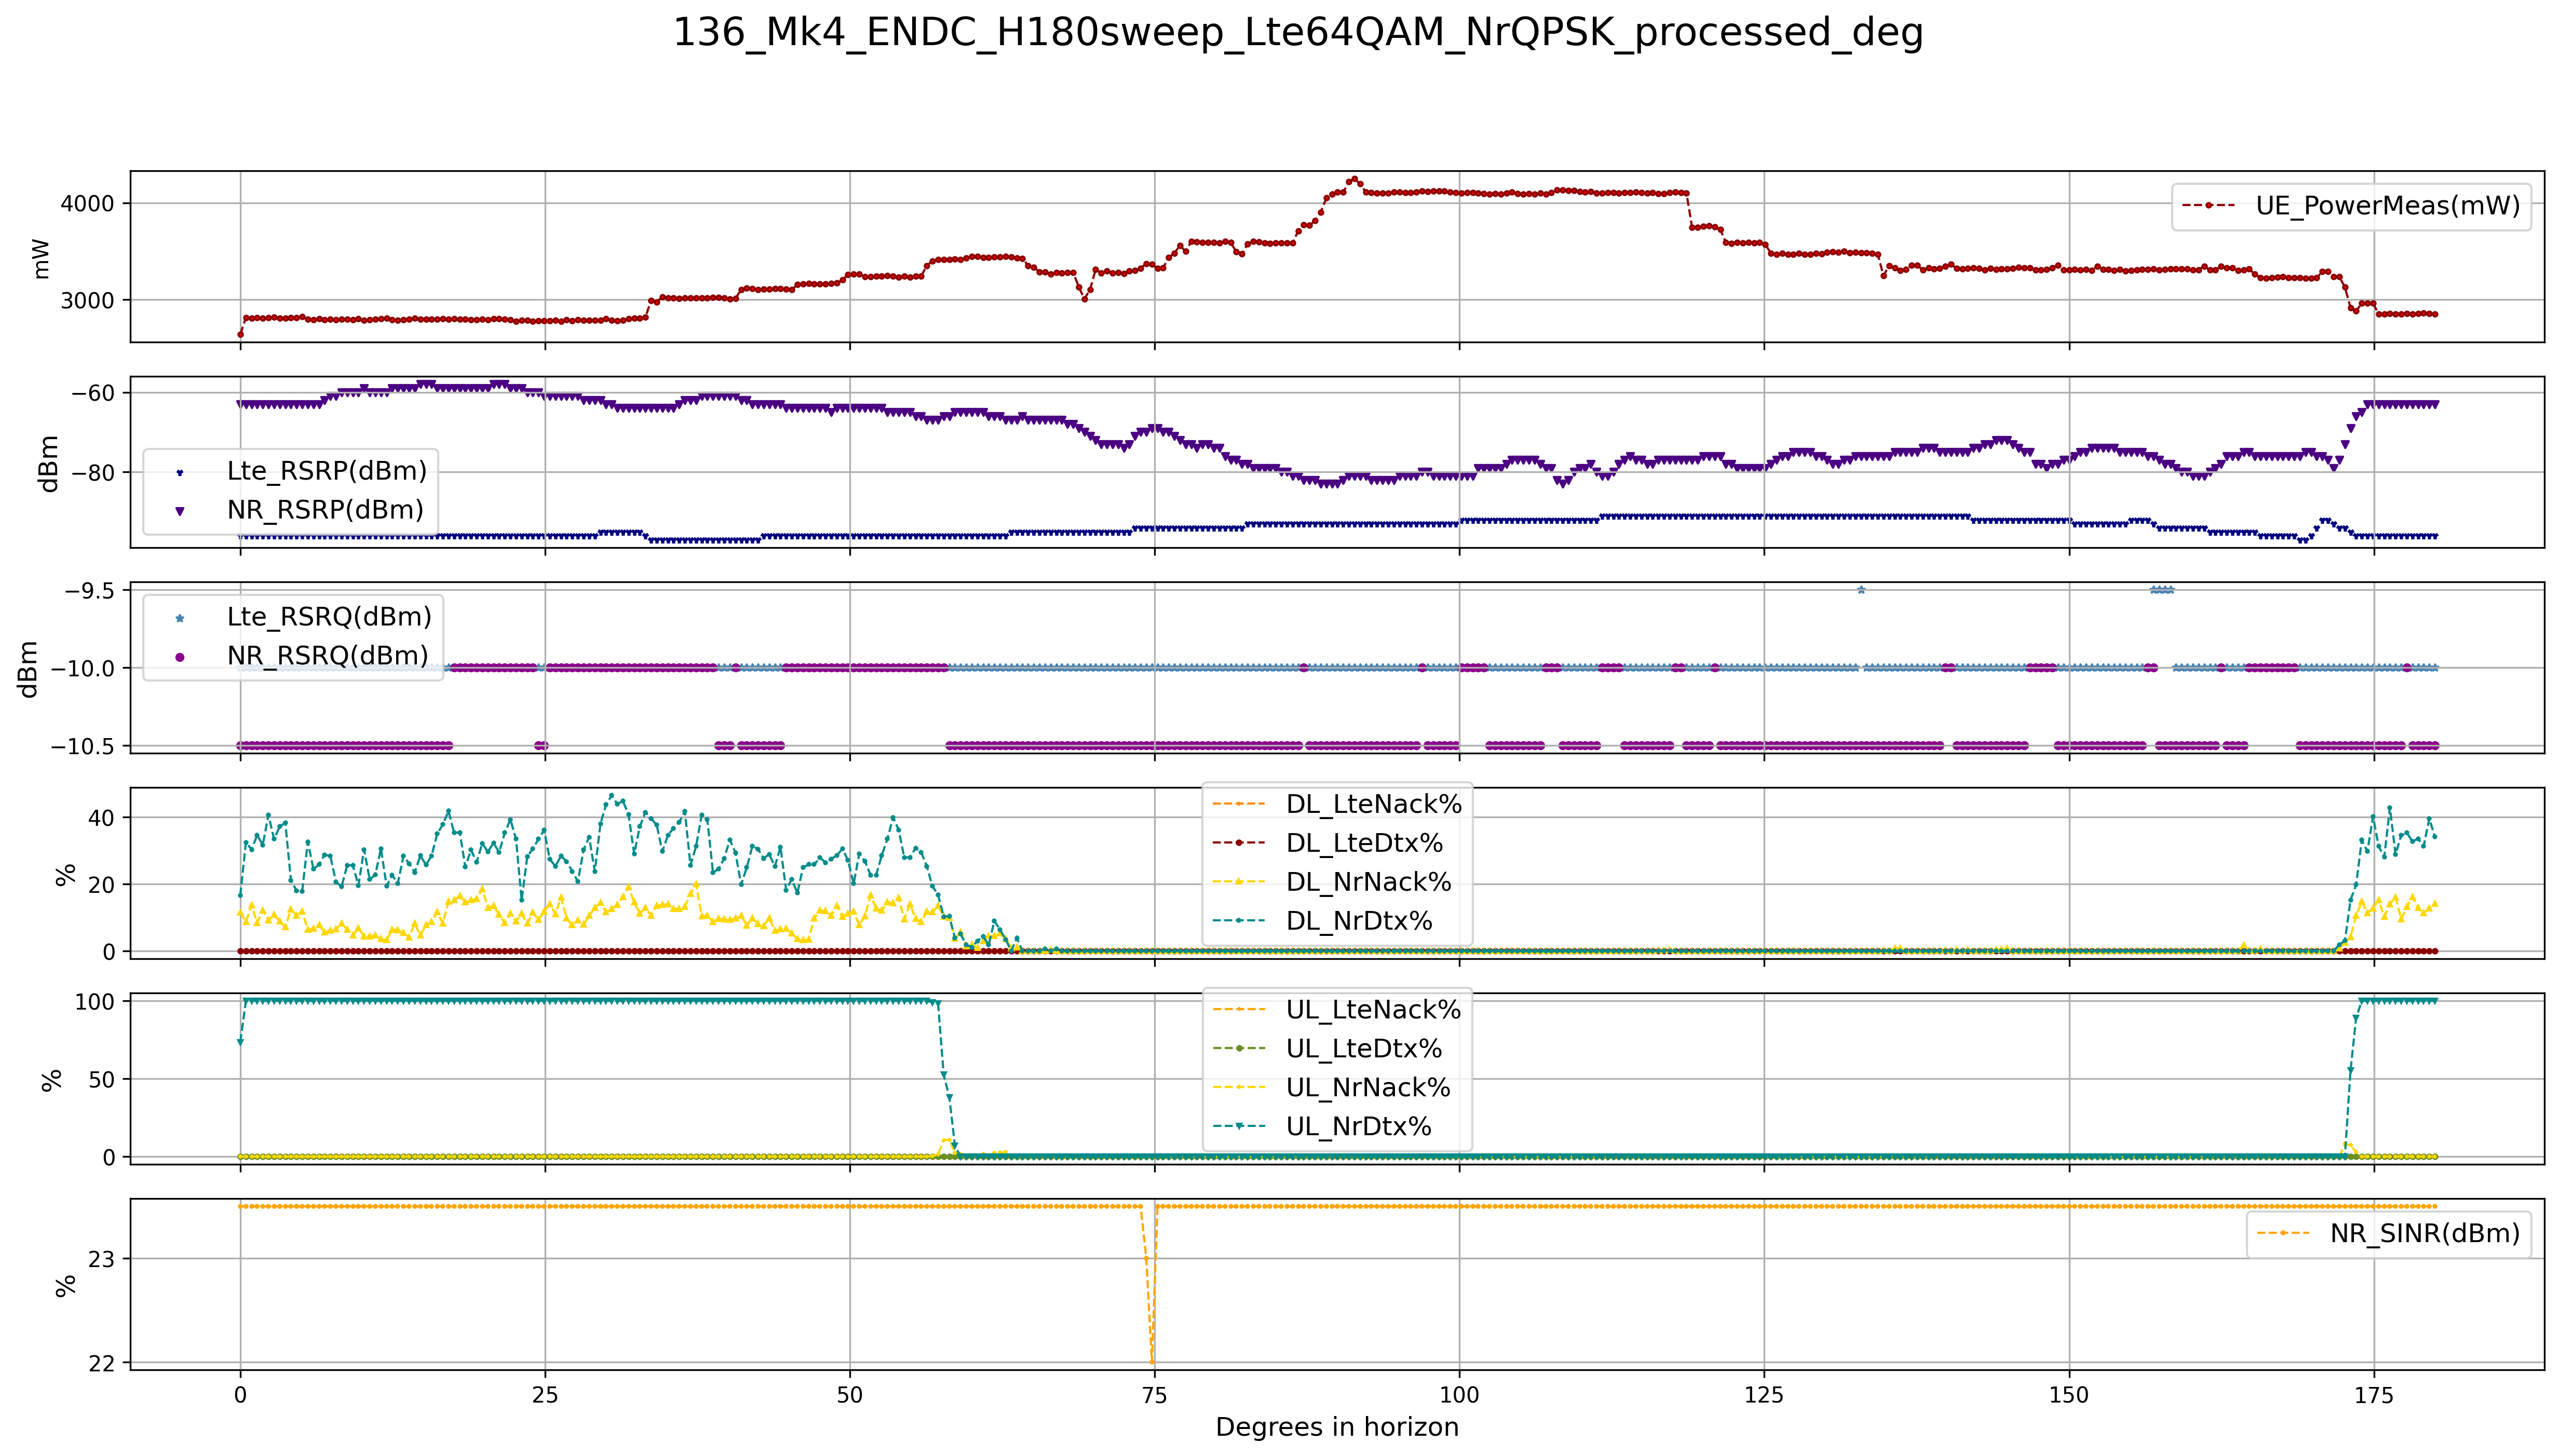 136_Mk4_ENDC_H180sweep_Lte64QAM_NrQPSK_processed_deg
4000
3000
mW
UE_PowerMeas(mW)
−60
−80
dBm
Lte_RSRP(dBm)
NR_RSRP(dBm)
−9.5
−10.0
−10.5
dBm
Lte_RSRQ(dBm)
NR_RSRQ(dBm)
40
20
0
%
DL_LteNack%
DL_LteDtx%
DL_NrNack%
DL_NrDtx%
100
50
0
%
UL_LteNack%
UL_LteDtx%
UL_NrNack%
UL_NrDtx%
23
22
%
NR_SINR(dBm)
0 25 50 75 100 125 150 175
Degrees in horizon